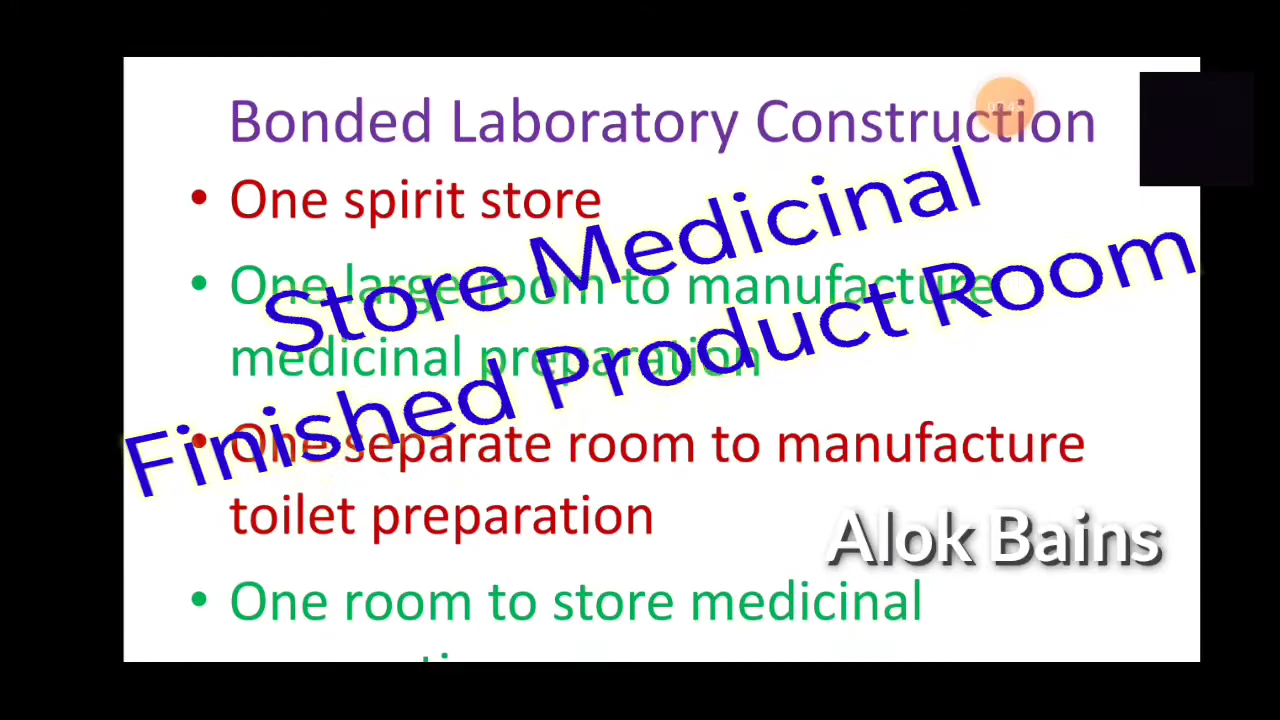 Bonded Laboratory Construction
• One spirit store
• One large room to manufacture
medicinal preparation
• One separate room to manufacture
toilet preparation
• One room to store medicinal
Store Medicinal
Finished Product Room
Alok Bains